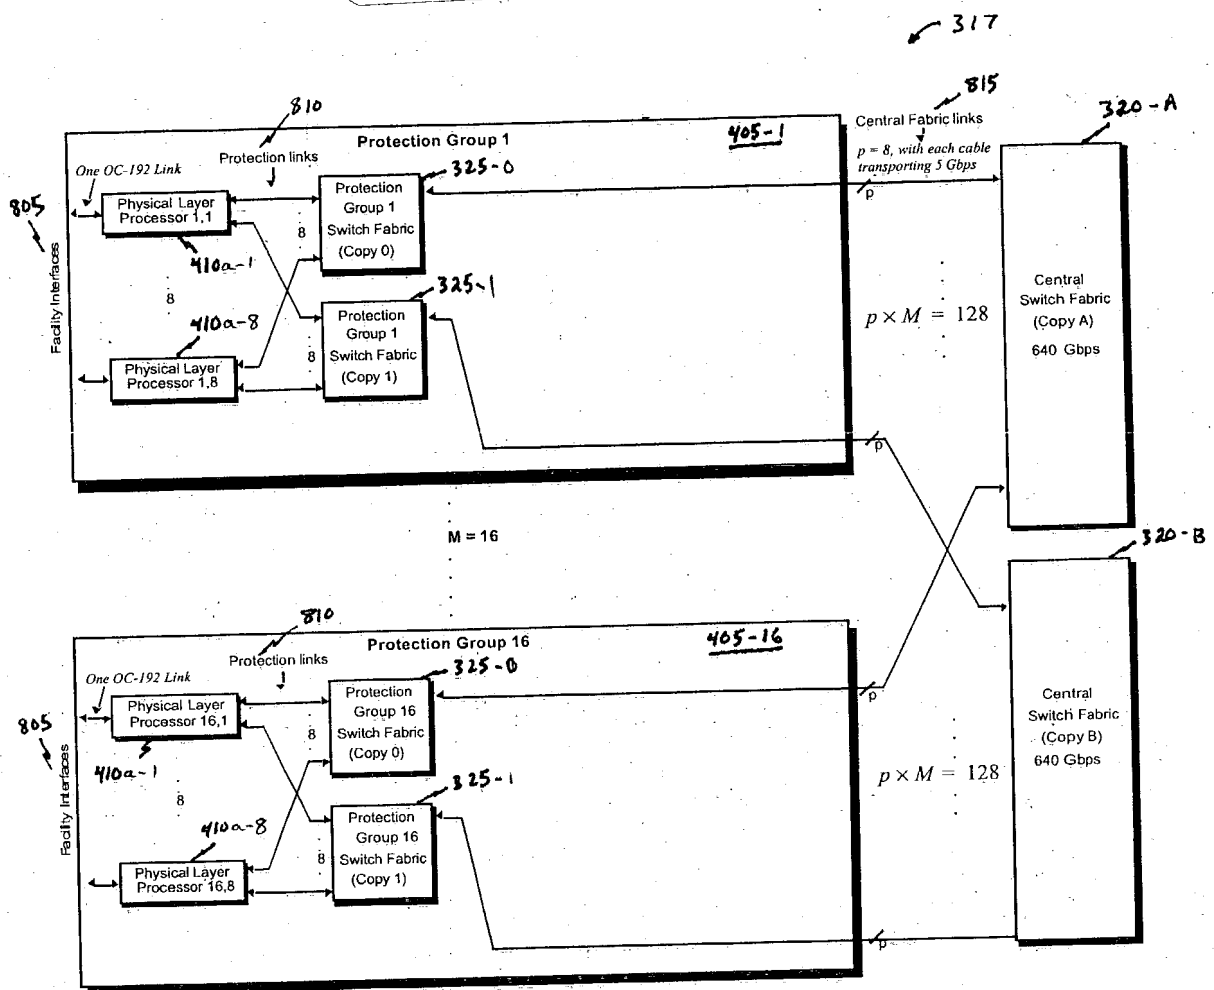 317
815
810
320-A
Central Fabric links
Protection Group 1
405-1
p = 8, with each cable
transporting 5 Gbps
Protection links
325-0
One OC-192 Link
805
Physical Layer
Processor 1,1
Protection
Group 1
Switch Fabric
(Copy 0)
p
8
410a-1
Facility Interfaces
325-1
8
410a-8
Protection
Group 1
Switch Fabric
(Copy 1)
8
p × M = 128
Central
Switch Fabric
(Copy A)
640 Gbps
Physical Layer
Processor 1,8
p
M = 16
320-B
810
Protection Group 16
405-16
Protection links
325-0
One OC-192 Link
805
Physical Layer
Processor 16,1
Protection
Group 16
Switch Fabric
(Copy 0)
p
8
410a-1
Facility Interfaces
325-1
8
410a-8
Protection
Group 16
Switch Fabric
(Copy 1)
8
p × M = 128
Central
Switch Fabric
(Copy B)
640 Gbps
Physical Layer
Processor 16,8
p